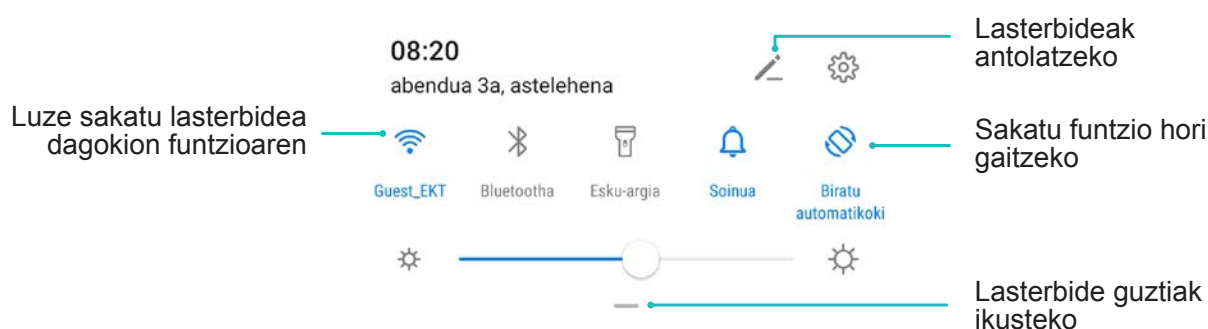 Lasterbideak
antolatzeko
08:20
abendua 3a, astelehena
Luze sakatu lasterbidea
dagokion funtzioaren
Sakatu funtzio hori
gaitzeko
Guest_EKT
Bluetootha
Esku-argia
Soinua
Biratu
automatikoki
Lasterbide guztiak
ikusteko